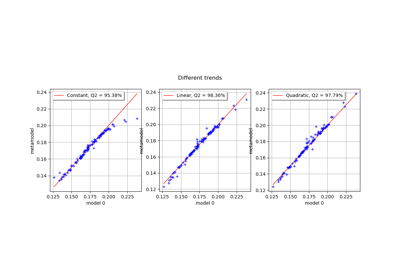 Different trends
Constant, Q2 = 95.38%
Linear, Q2 = 98.36%
Quadratic, Q2 = 97.79%
0.24
0.22
0.20
0.18
0.16
0.14
metamodel
0.125 0.150 0.175 0.200 0.225
model 0
0.24
0.22
0.20
0.18
0.16
0.14
0.12
metamodel
0.125 0.150 0.175 0.200 0.225
model 0
0.24
0.22
0.20
0.18
0.16
0.14
0.12
metamodel
0.125 0.150 0.175 0.200 0.225
model 0